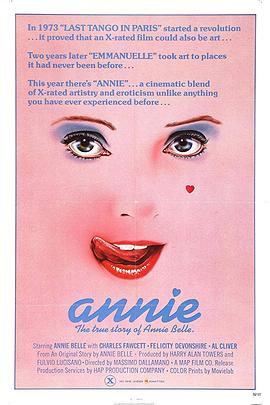 In 1973 "LAST TANGO IN PARIS" started a revolution
. . . it proved that an X-rated film could also be art . . .
Two years later "EMMANUELLE" took art to places
it had never been before . . .
This year there's "ANNIE" . . . a cinematic blend
of X-rated artistry and eroticism unlike anything
you have ever experienced before . . .
annie
The true story of Annie Belle.
Starring ANNIE BELLE with CHARLES FAWCETT • FELICITY DEVONSHIRE • AL CLIVER
From An Original Story by ANNIE BELLE • Produced by HARRY ALAN TOWERS and
FULVIO LUCISANO • Directed by MASSIMO DALLAMANO • A MAP FILM CO. Release
Production Services by HAP PRODUCTION COMPANY • COLOR Prints by Movielab
X